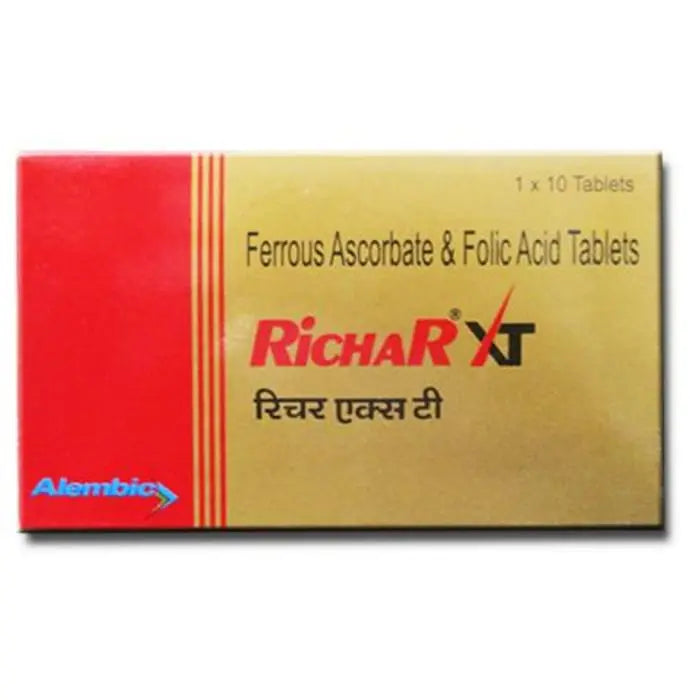 1 x 10 Tablets
Ferrous Ascorbate & Folic Acid Tablets
RICHAR® XT
रिचर एक्स टी
Alembic